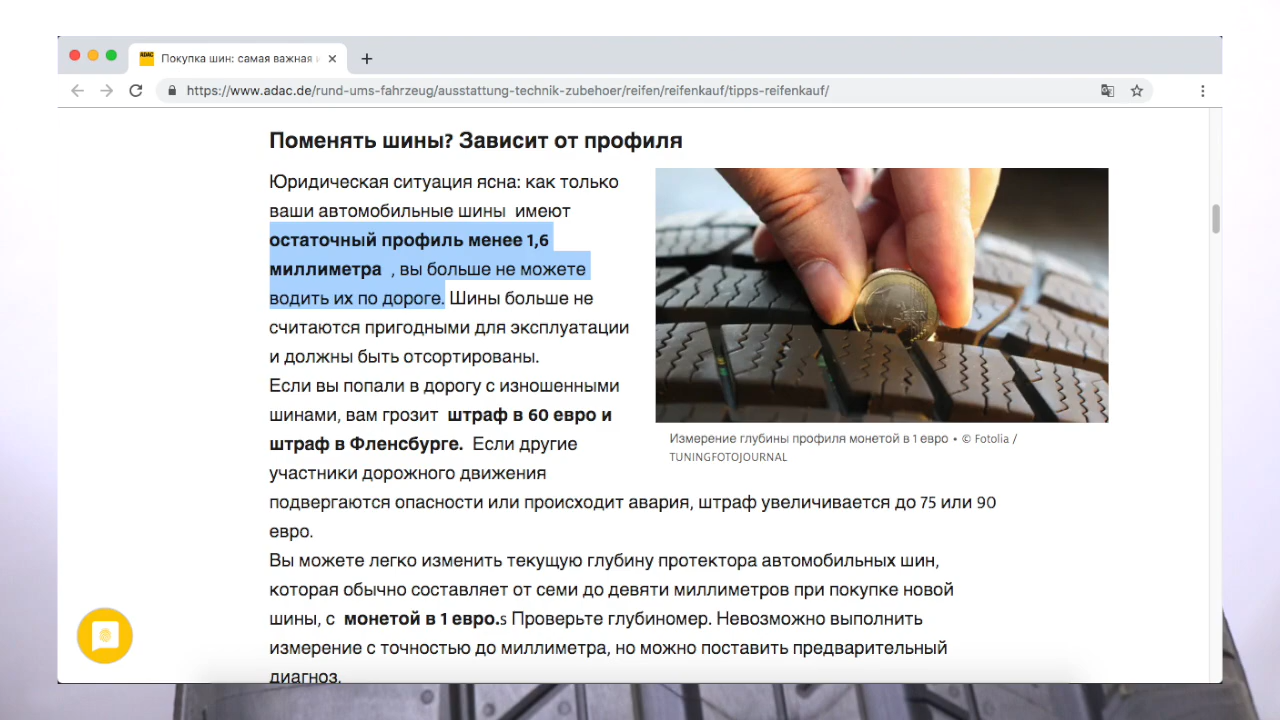 ADAC
Покупка шин: самая важная и
https://www.adac.de/rund-ums-fahrzeug/ausstattung-technik-zubehoer/reifen/reifenkauf/tipps-reifenkauf/
Поменять шины? Зависит от профиля
Юридическая ситуация ясна: как только
ваши автомобильные шины имеют
остаточный профиль менее 1,6
миллиметра , вы больше не можете
водить их по дороге. Шины больше не
считаются пригодными для эксплуатации
и должны быть отсортированы.
Если вы попали в дорогу с изношенными
шинами, вам грозит штраф в 60 евро и
штраф в Фленсбурге. Если другие
участники дорожного движения
подвергаются опасности или происходит авария, штраф увеличивается до 75 или 90
евро.
Вы можете легко изменить текущую глубину протектора автомобильных шин,
которая обычно составляет от семи до девяти миллиметров при покупке новой
шины, с монетой в 1 евро.s Проверьте глубиномер. Невозможно выполнить
измерение с точностью до миллиметра, но можно поставить предварительный
диагноз.
Измерение глубины профиля монетой в 1 евро • © Fotolia /
TUNINGFOTOJOURNAL